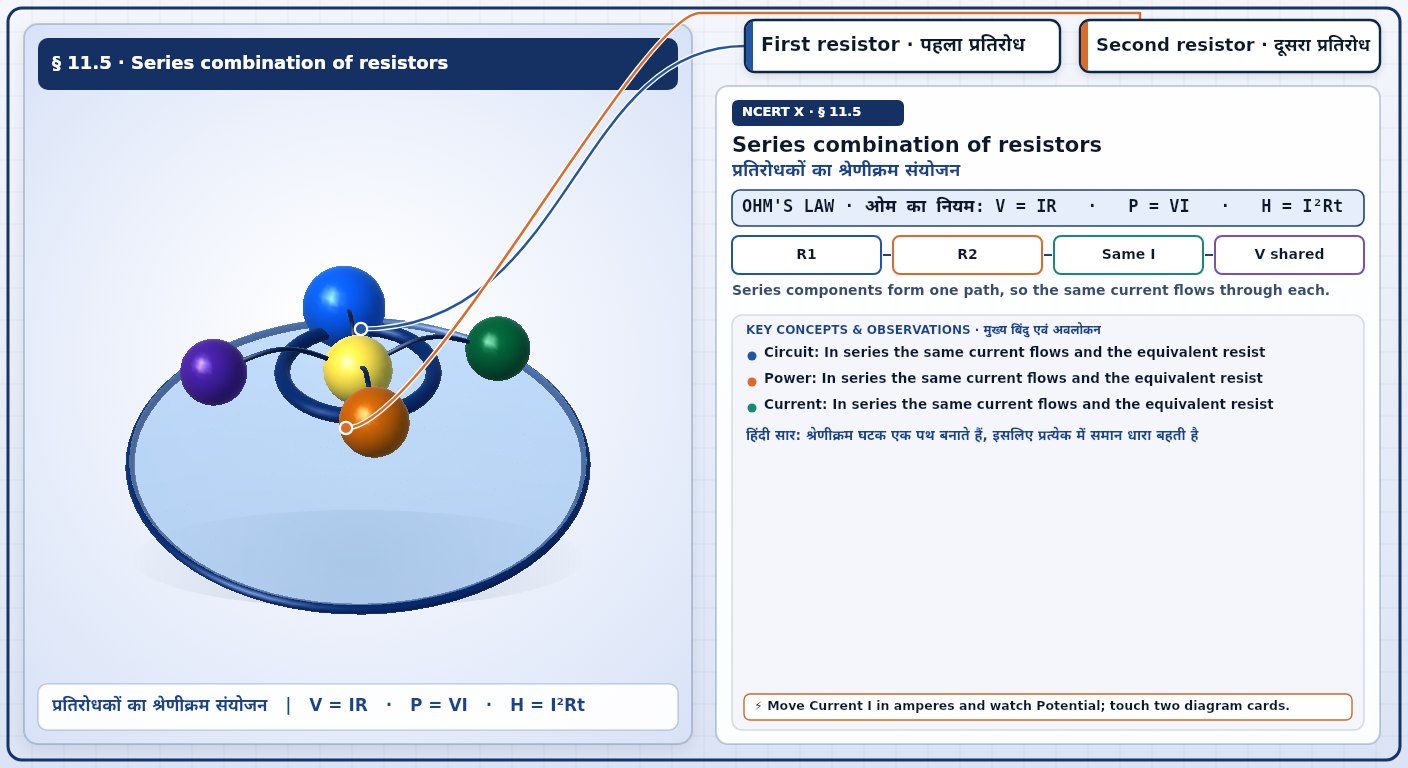 § 11.5 · Series combination of resistors
First resistor · पहला प्रतिरोध
Second resistor · दूसरा प्रतिरोध
NCERT X · § 11.5
Series combination of resistors
प्रतिरोधकों का श्रेणीक्रम संयोजन
OHM'S LAW · ओम का नियम: V = IR · P = VI · H = I²Rt
R1
R2
Same I
V shared
Series components form one path, so the same current flows through each.
KEY CONCEPTS & OBSERVATIONS · मुख्य बिंदु एवं अवलोकन
Circuit: In series the same current flows and the equivalent resist
Power: In series the same current flows and the equivalent resist
Current: In series the same current flows and the equivalent resist
हिंदी सार: श्रेणीक्रम घटक एक पथ बनाते हैं, इसलिए प्रत्येक में समान धारा बहती है
⚡ Move Current I in amperes and watch Potential; touch two diagram cards.
प्रतिरोधकों का श्रेणीक्रम संयोजन | V = IR · P = VI · H = I²Rt